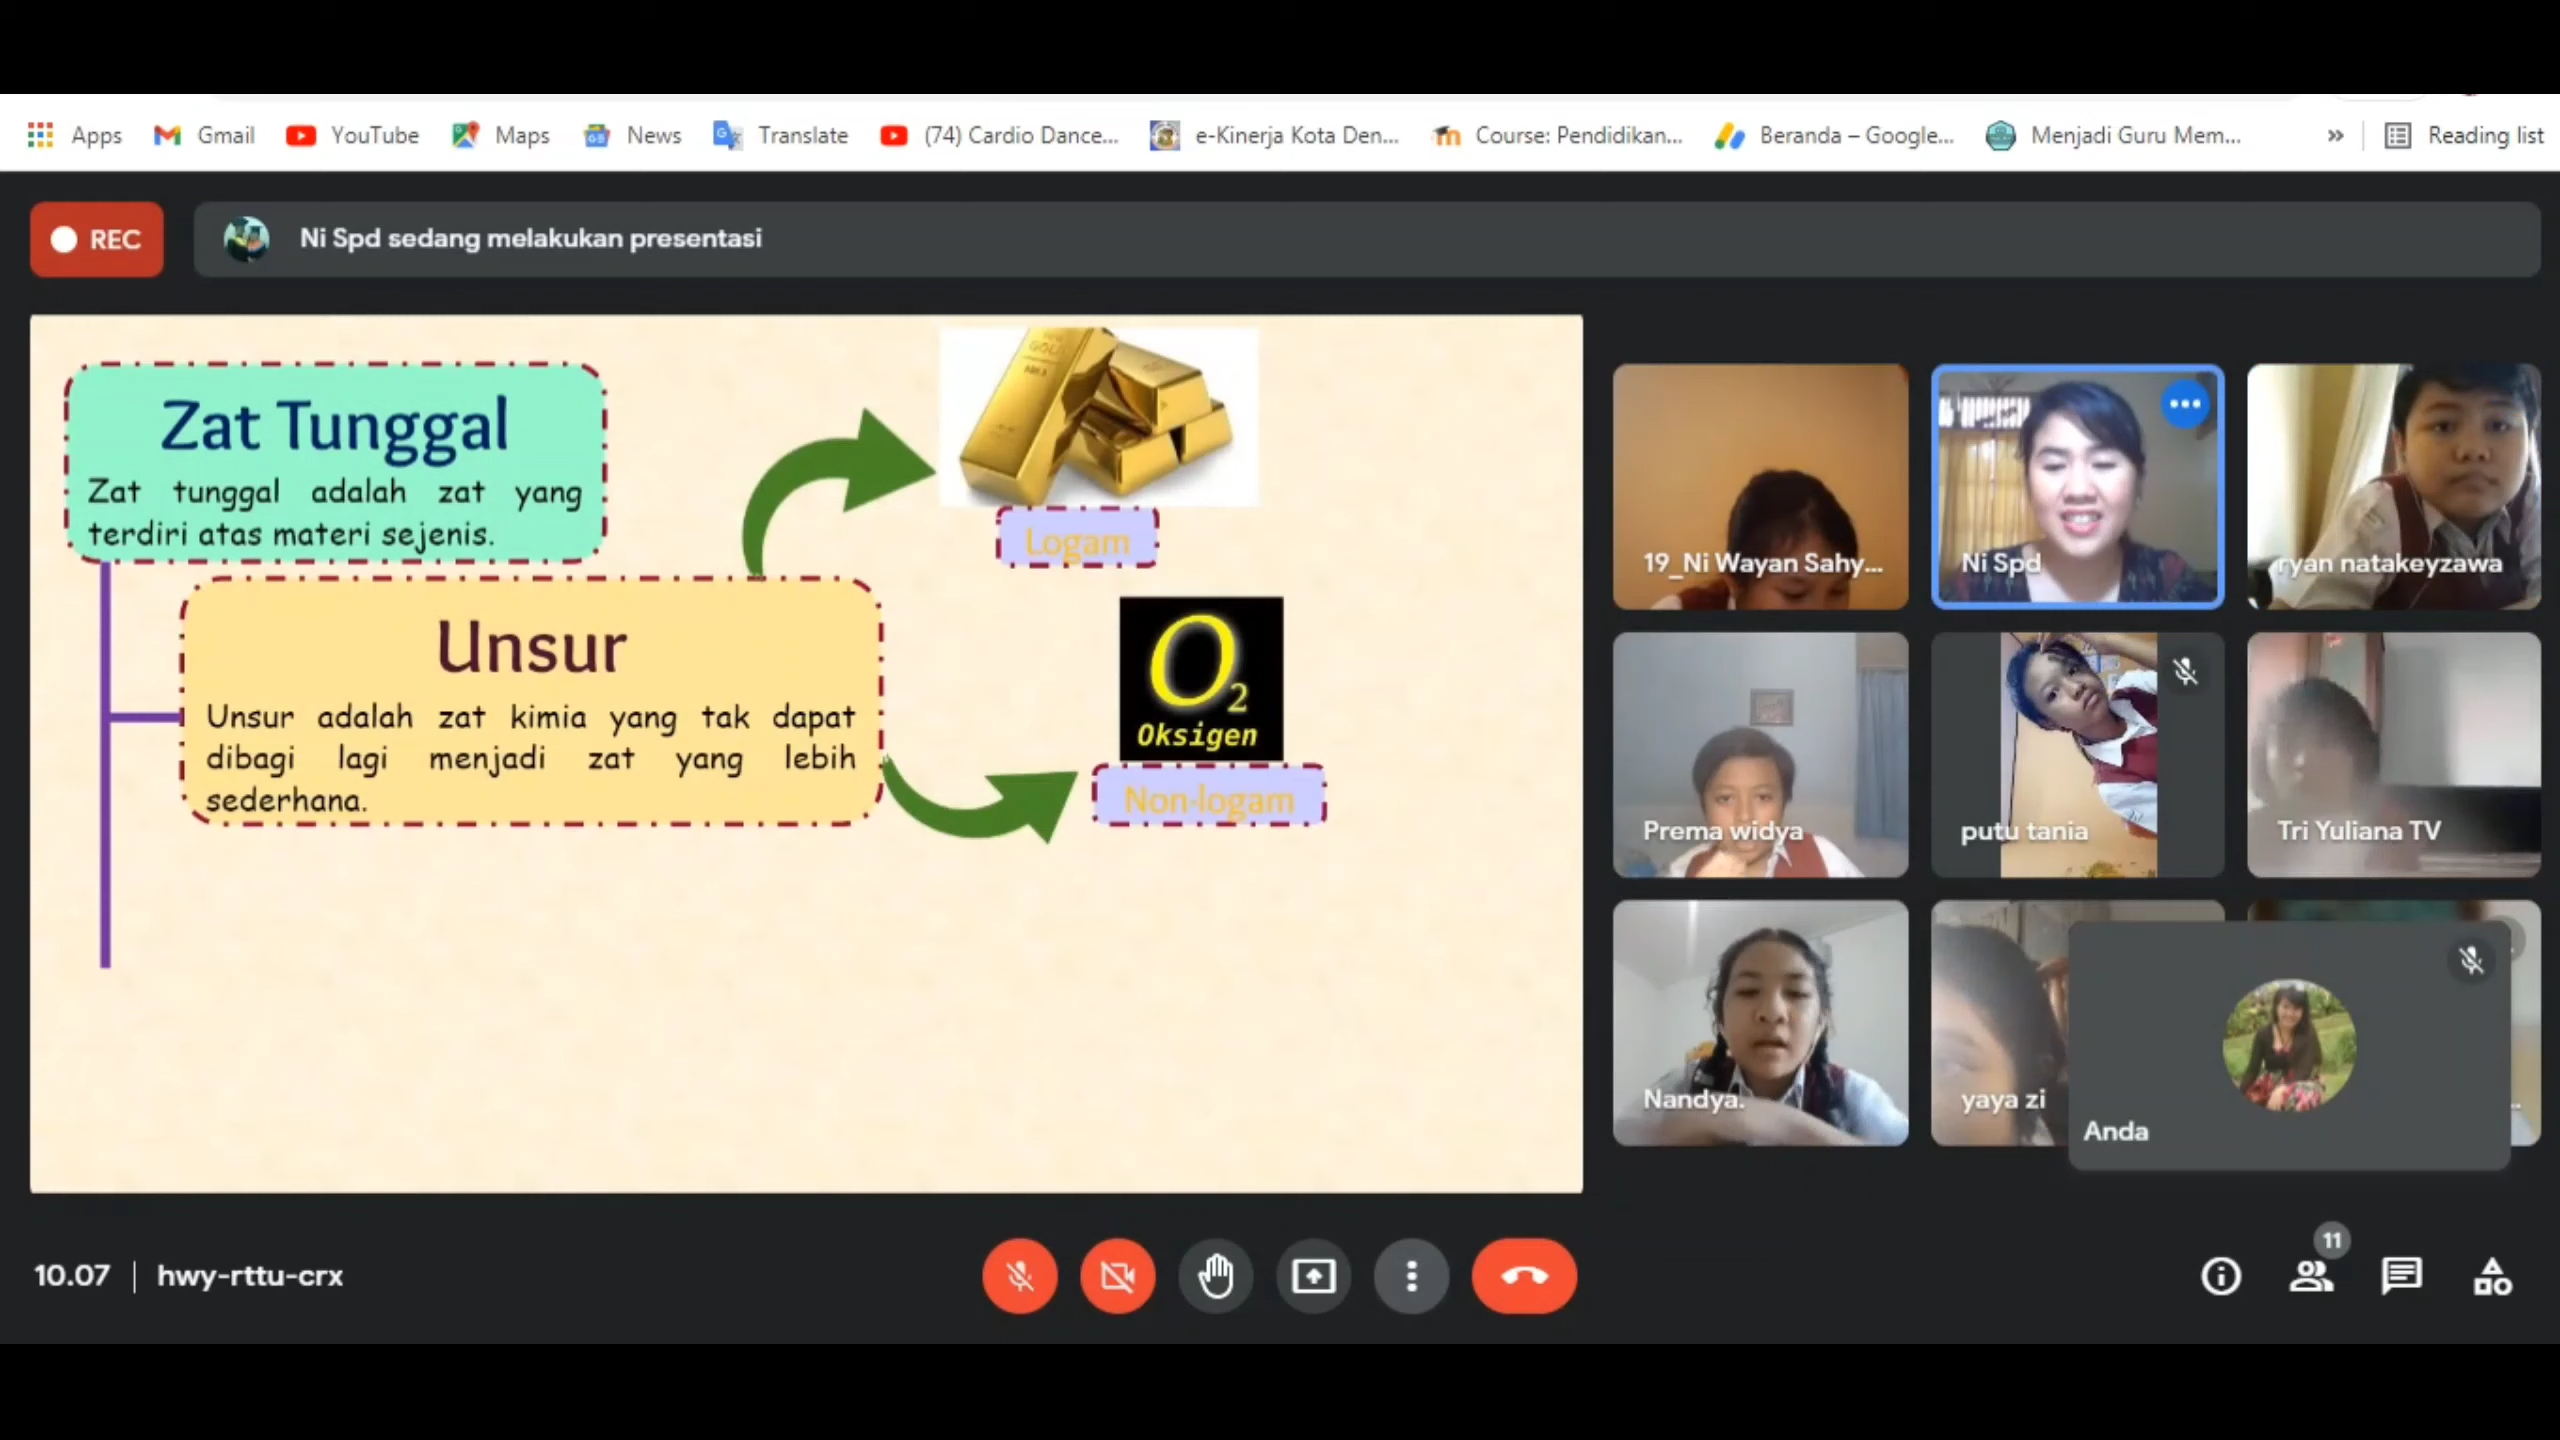 Apps Gmail YouTube Maps News Translate (74) Cardio Dance... e-Kinerja Kota Den... Course: Pendidikan... Beranda – Google... Menjadi Guru Mem... » Reading list
REC Ni Spd sedang melakukan presentasi
Zat Tunggal
Zat tunggal adalah zat yang
terdiri atas materi sejenis.
GOLD
Logam
Unsur
Unsur adalah zat kimia yang tak dapat
dibagi lagi menjadi zat yang lebih
sederhana.
O2
Oksigen
Non-logam
19_Ni Wayan Sahy...
Ni Spd
ryan natakeyzawa
Prema widya
putu tania
Tri Yuliana TV
Nandya.
yaya zi
Anda
10.07 | hwy-rttu-crx
11